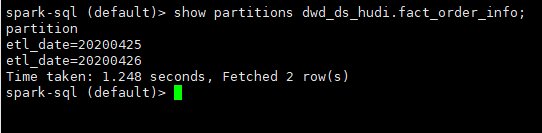 spark-sql (default)> show partitions dwd_ds_hudi.fact_order_info;
partition
etl_date=20200425
etl_date=20200426
Time taken: 1.248 seconds, Fetched 2 row(s)
spark-sql (default)>